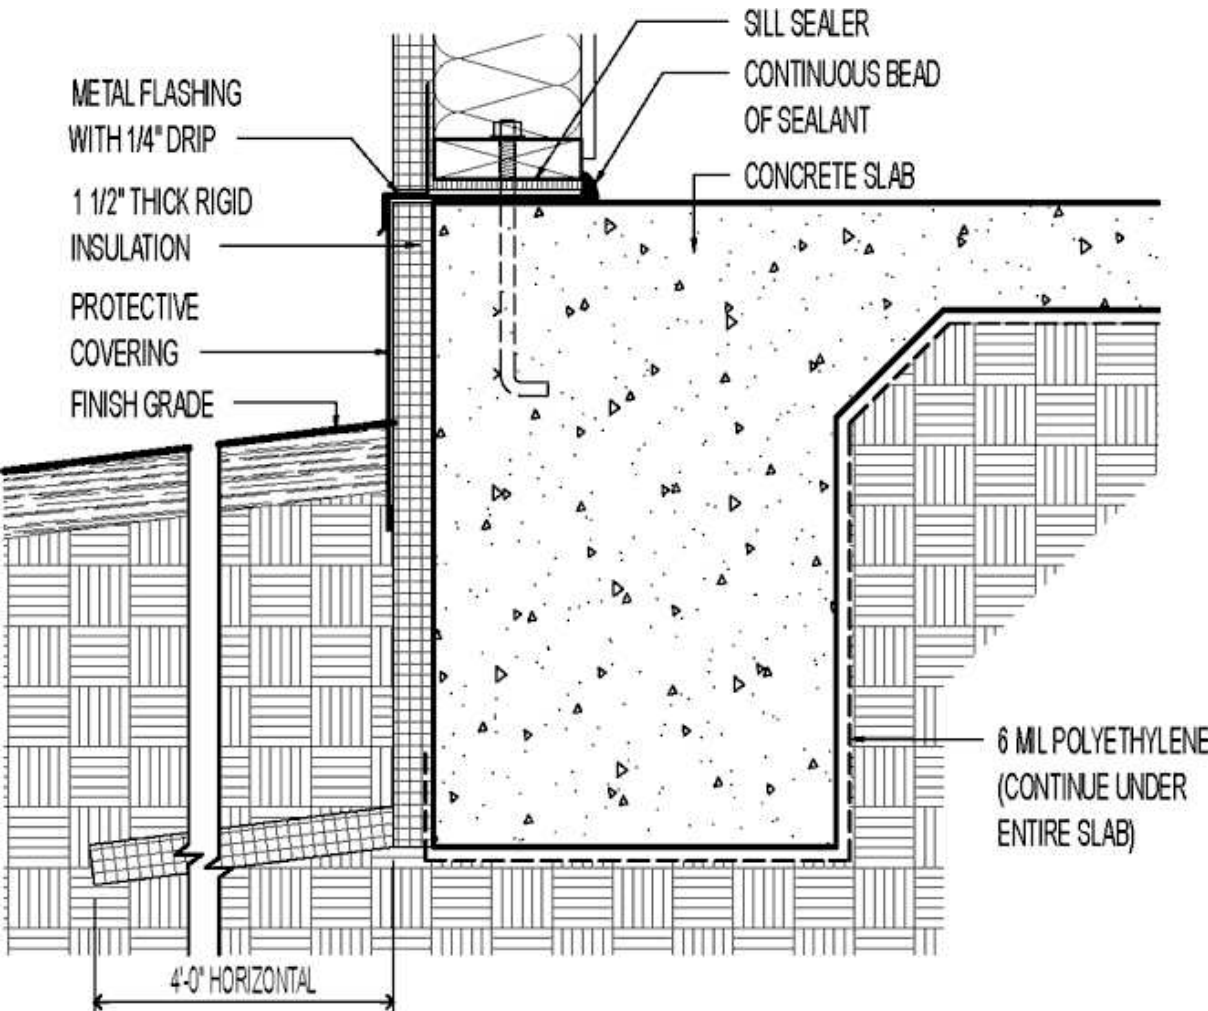 SILL SEALER
CONTINUOUS BEAD
OF SEALANT
CONCRETE SLAB
METAL FLASHING
WITH 1/4" DRIP
1 1/2" THICK RIGID
INSULATION
PROTECTIVE
COVERING
FINISH GRADE
6 MIL POLYETHYLENE
(CONTINUE UNDER
ENTIRE SLAB)
4'-0" HORIZONTAL